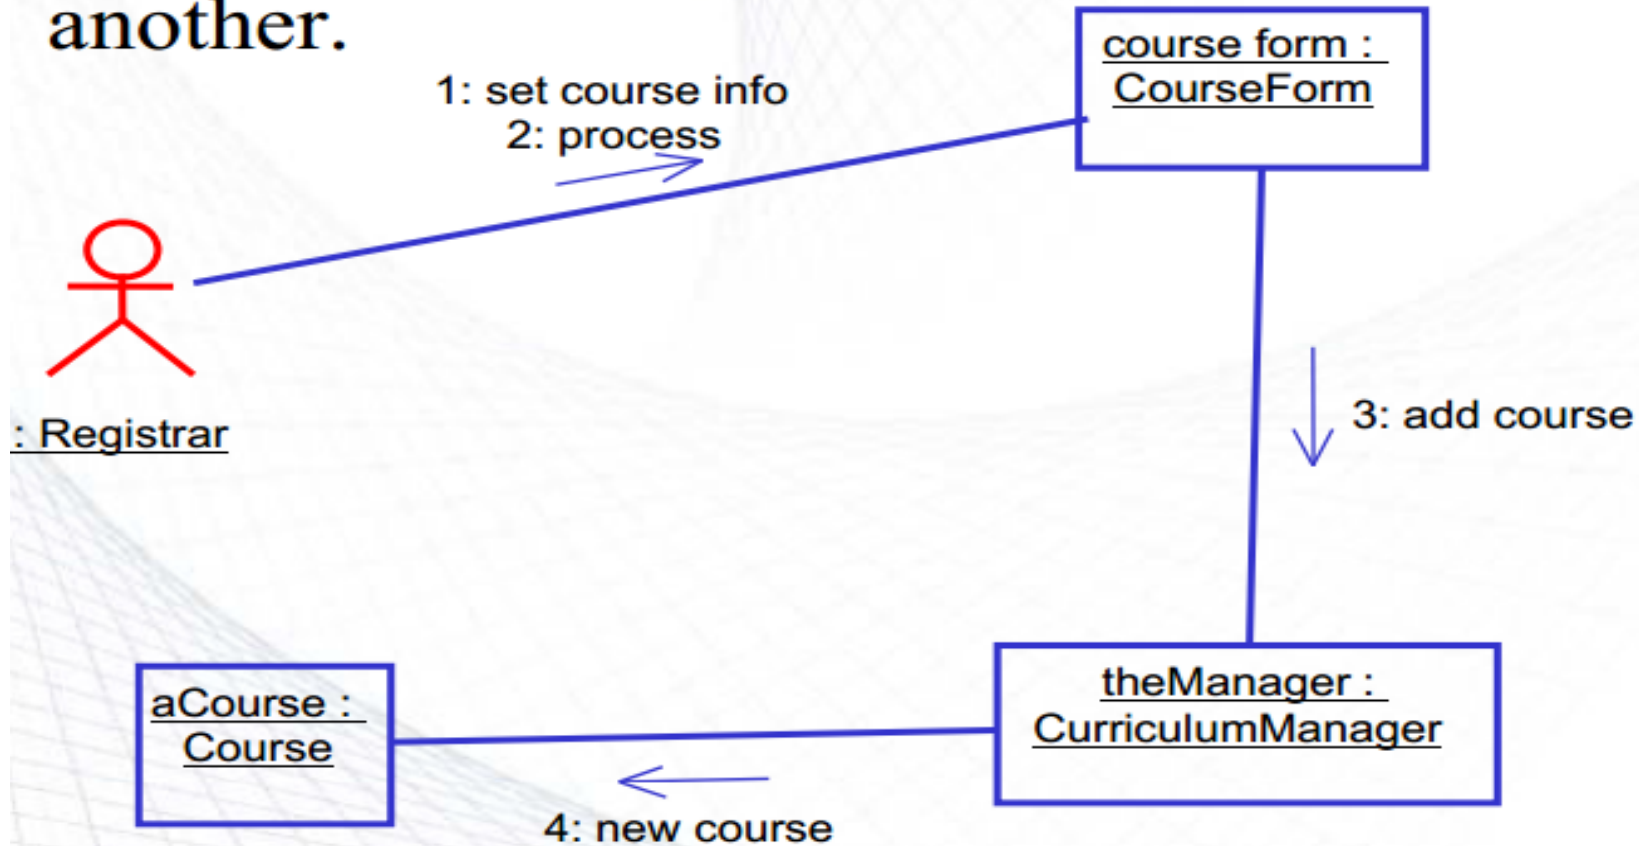 another.
1: set course info
2: process
course form :
CourseForm
: Registrar
3: add course
theManager :
CurriculumManager
aCourse :
Course
4: new course